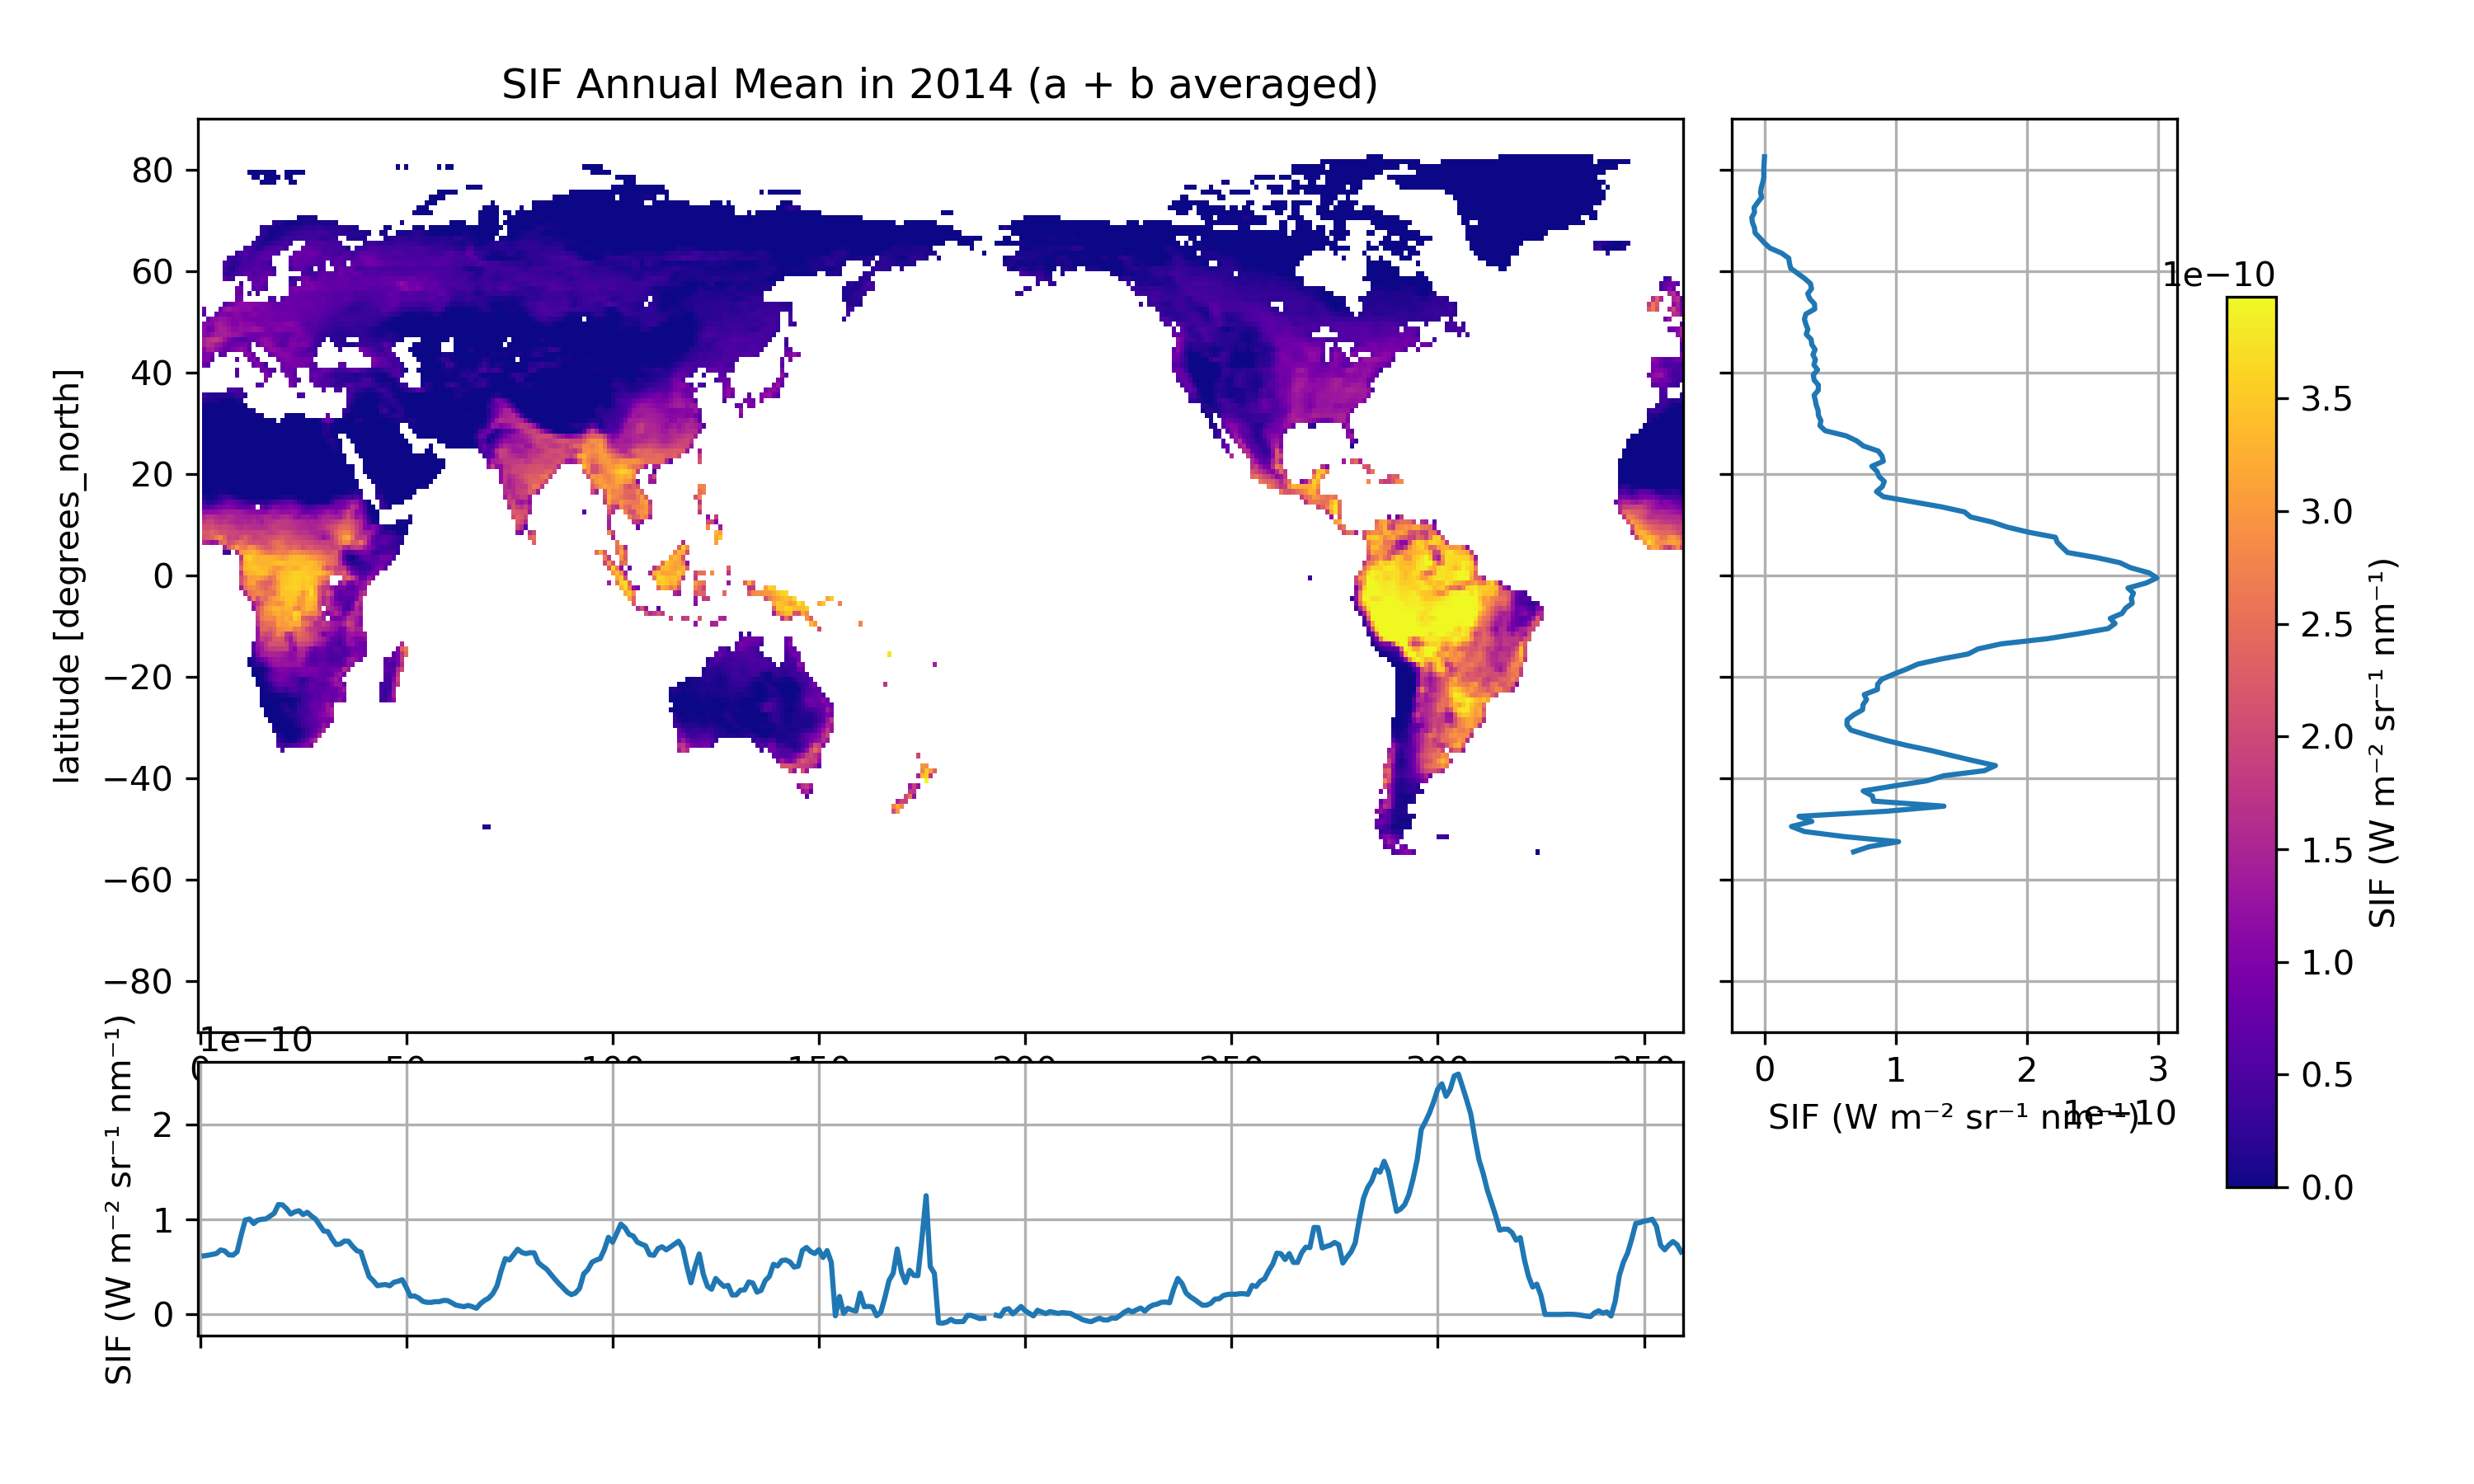 SIF Annual Mean in 2014 (a + b averaged)
latitude [degrees_north]
80
60
40
20
0
−20
−40
−60
−80
0 1 2 3
SIF (W m⁻² sr⁻¹ nm⁻¹)
1e−10
1e−10
3.5
3.0
2.5
2.0
1.5
1.0
0.5
0.0
SIF (W m⁻² sr⁻¹ nm⁻¹)
1e−10
0 50 100 150 200 250 300 350
SIF (W m⁻² sr⁻¹ nm⁻¹)
2
1
0